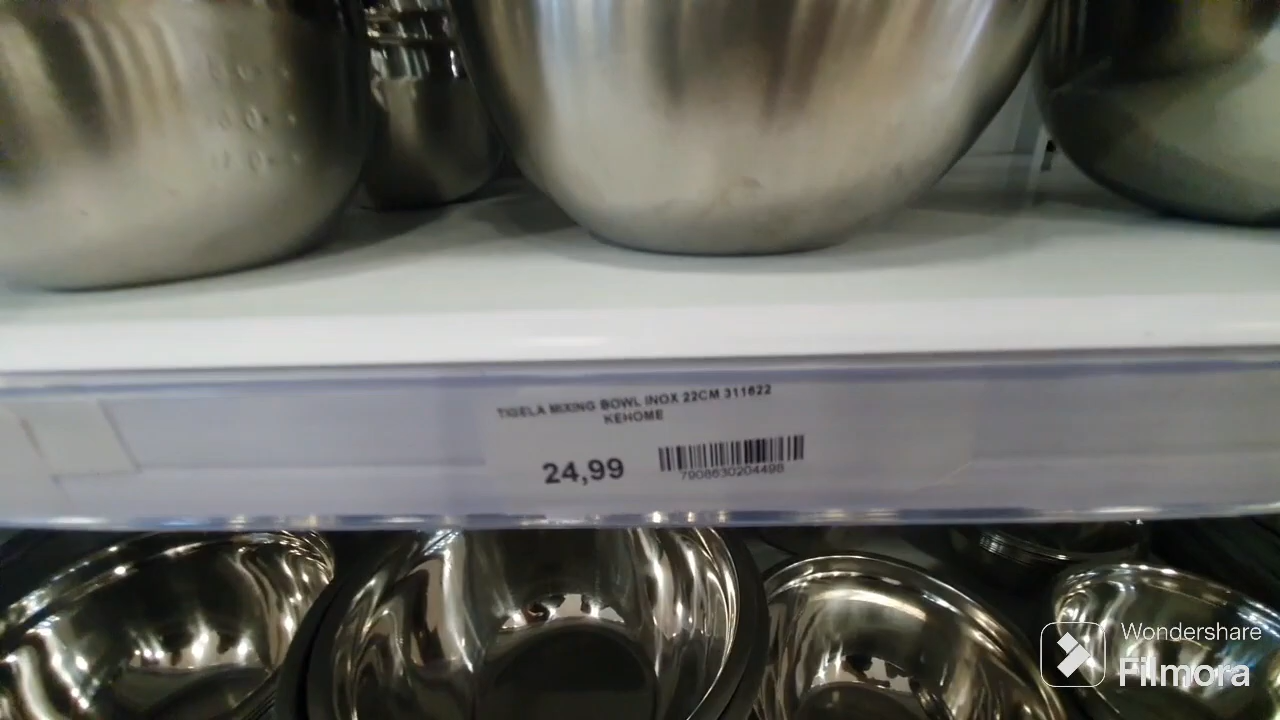 TIGELA MIXING BOWL INOX 22CM 311622
KEHOME
24,99
7908630204498
Wondershare
Filmora